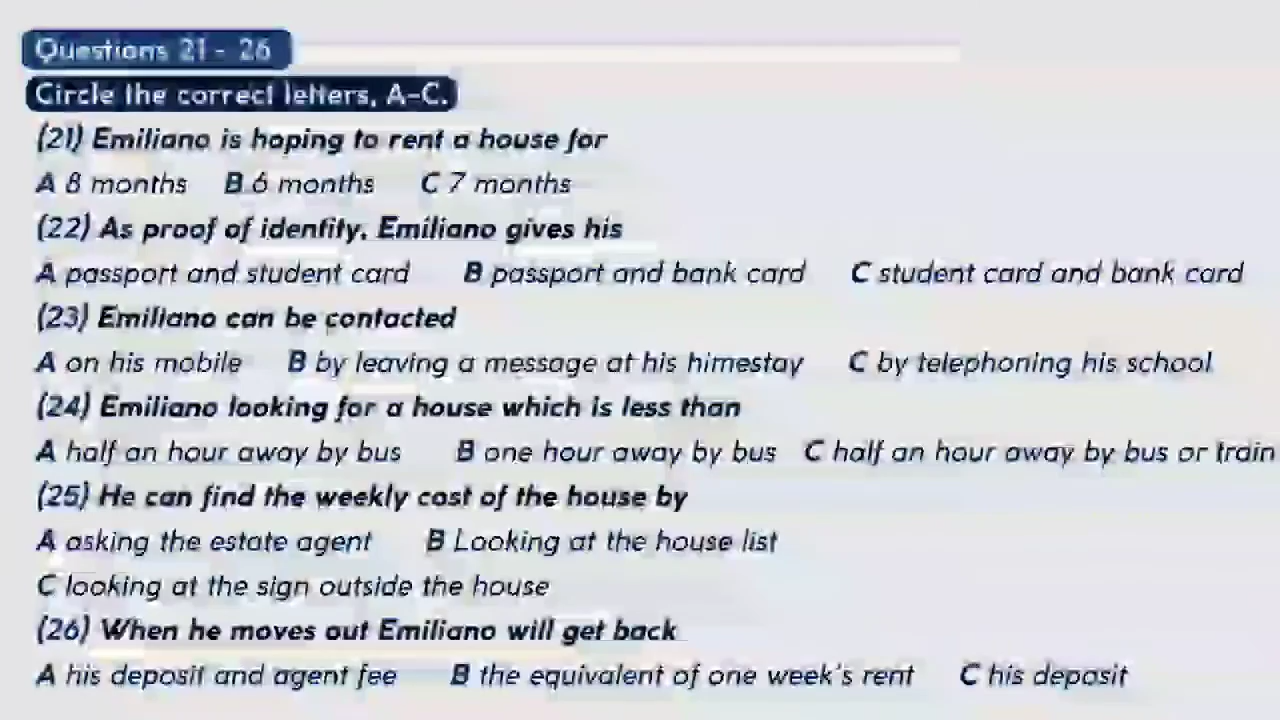 Questions 21 - 26
Circle the correct letters, A-C.
(21) Emiliano is hoping to rent a house for
A 8 months B 6 months C 7 months
(22) As proof of identity, Emiliano gives his
A passport and student card B passport and bank card C student card and bank card
(23) Emiliano can be contacted
A on his mobile B by leaving a message at his himestay C by telephoning his school
(24) Emiliano looking for a house which is less than
A half an hour away by bus B one hour away by bus C half an hour away by bus or train
(25) He can find the weekly cost of the house by
A asking the estate agent B Looking at the house list
C looking at the sign outside the house
(26) When he moves out Emiliano will get back
A his deposit and agent fee B the equivalent of one week's rent C his deposit